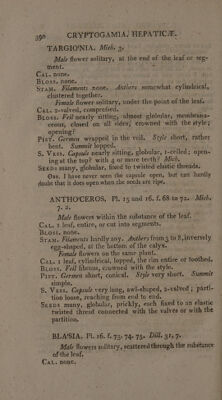 390 CRYPTOGAMIA. HEPATICÆ.
TARGIONIA. Mich. 3.
Male flower solitary, at the end of the leaf or seg-
ment.
CAL. none.
BLOSS. none.
STAM. Filaments none. Anthers somewhat cylindrical,
clustered together.
Female flower solitary, under the point of the leaf.
CAL. 2-valved, compressed.
BLOSS. Veil nearly sitting, almost globular, membrana-
ceous, closed on all sides, crowned with the style;
opening?
PIST. Germen wrapped in the veil. Style short, rather
bent. Summit lopped.
S. VESS. Capsule nearly sitting, globular, 1-celled; open-
ing at the top? with 4 or more teeth? Mich.
SEEDS many, globular, fixed to twisted elastic threads.
OBS. I have never seen the capsule open, but can hardly
doubt that it does open when the seeds are ripe.
ANTHOCEROS. Pl. 15 and 16. f. 68 to 72. Mich.
7. 2.
Male flowers within the substance of the leaf.
CAL. 1 leaf, entire, or cut into segments.
BLOSS. none.
STAM. Filaments hardly any. Anthers from 3 to 8, inversely
egg-shaped, at the bottom of the calyx.
Female flowers on the same plant.
CAL. 1 leaf, cylindrical, lopped, the rim entire or toothed.
BLOSS. Veil fibrous, crowned with the style.
PIST. Germen short, conical. Style very short. Summit
simple.
S. VESS. Capsule very long, awl-shaped, 2-valved; parti-
tion loose, reaching from end to end.
SEEDS many, globular, prickly, each fixed to an elastic
twisted thread connected with the valves or with the
partition.
BLASIA. Pl. 16. f. 73. 74. 75. Dill. 31, 7.
Male flowers solitary, scattered through the substance
of the leaf.
CAL. none.